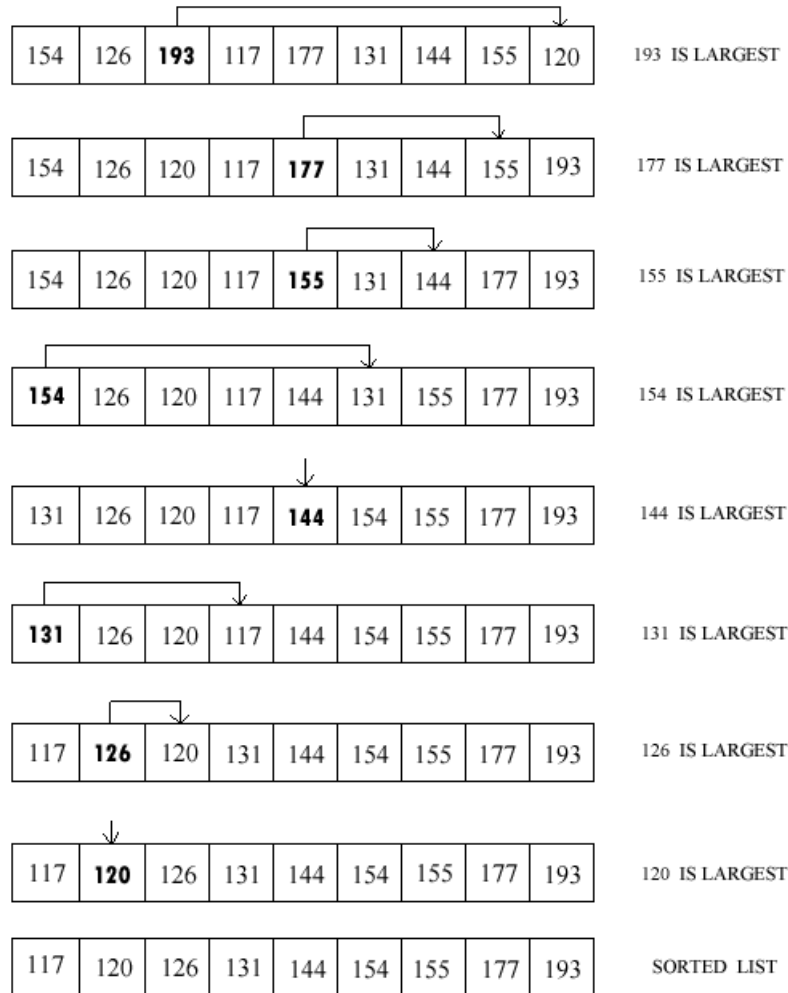 154 126 193 117 177 131 144 155 120 193 IS LARGEST
154 126 120 117 177 131 144 155 193 177 IS LARGEST
154 126 120 117 155 131 144 177 193 155 IS LARGEST
154 126 120 117 144 131 155 177 193 154 IS LARGEST
131 126 120 117 144 154 155 177 193 144 IS LARGEST
131 126 120 117 144 154 155 177 193 131 IS LARGEST
117 126 120 131 144 154 155 177 193 126 IS LARGEST
117 120 126 131 144 154 155 177 193 120 IS LARGEST
117 120 126 131 144 154 155 177 193 SORTED LIST